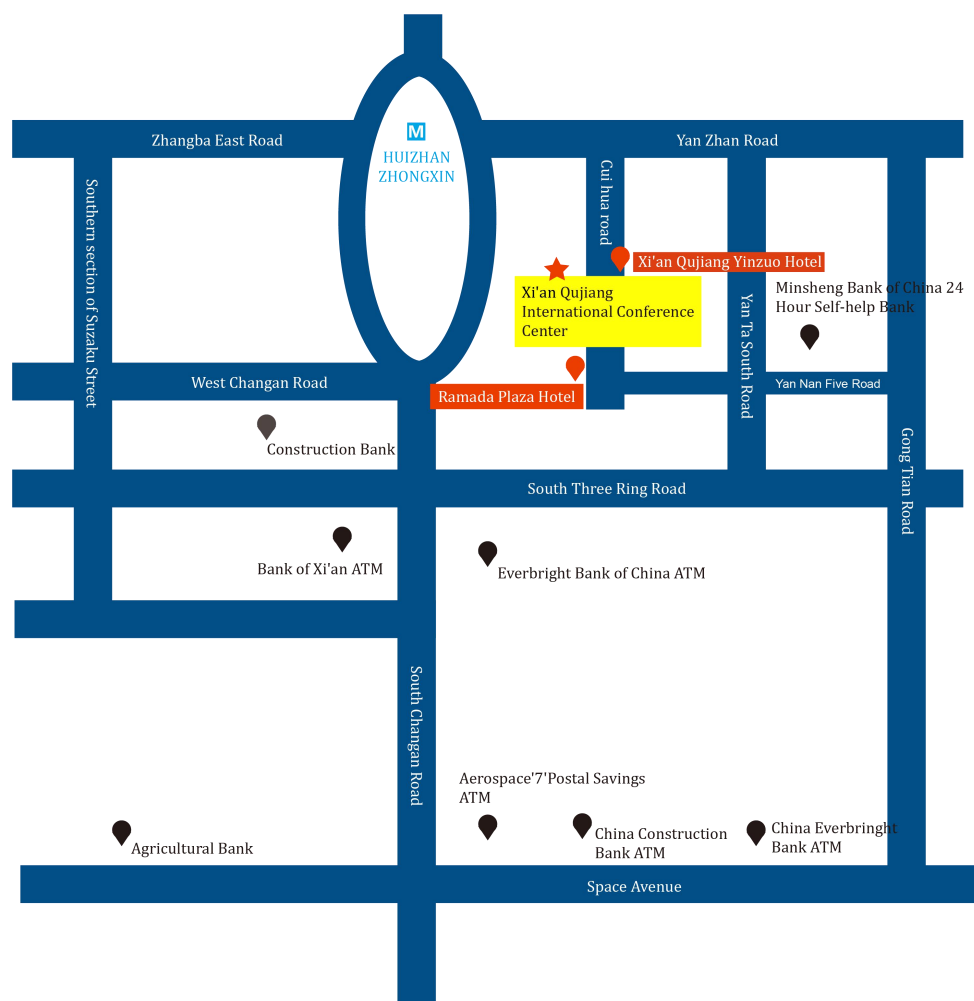 Zhangba East Road
M
HUIZHAN
ZHONGXIN
Yan Zhan Road
Southern section of Suzaku Street
Cui hua road
Xi'an Qujiang Yinzuo Hotel
Xi'an Qujiang
International Conference
Center
Minsheng Bank of China 24
Hour Self-help Bank
Yan Ta South Road
West Changan Road
Ramada Plaza Hotel
Yan Nan Five Road
Construction Bank
Gong Tian Road
South Three Ring Road
Bank of Xi'an ATM
Everbright Bank of China ATM
South Changan Road
Aerospace'7'Postal Savings
ATM
Agricultural Bank
China Construction
Bank ATM
China Everbringht
Bank ATM
Space Avenue